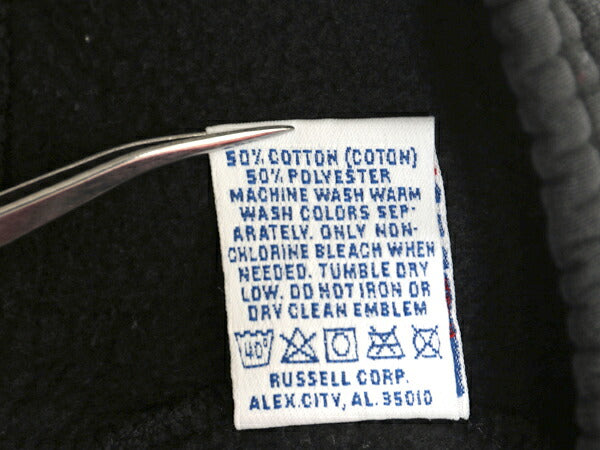 50% COTTON (COTON)
50% POLYESTER
MACHINE WASH WARM
WASH COLORS SEP-
ARATELY. ONLY NON-
CHLORINE BLEACH WHEN
NEEDED. TUMBLE DRY
LOW. DO NOT IRON OR
DRY CLEAN EMBLEM
40°
RUSSELL CORP.
ALEX.CITY, AL. 35010